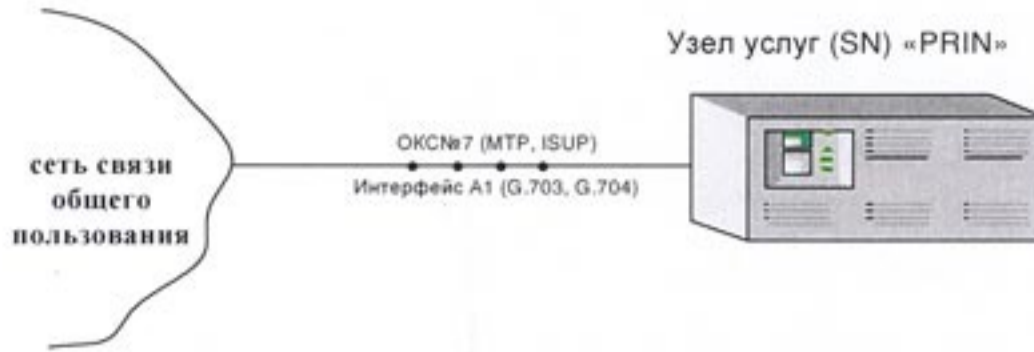 Узел услуг (SN) «PRIN»
ОКС№7 (MTP, ISUP)
Интерфейс А1 (G.703, G.704)
сеть связи
общего
пользования